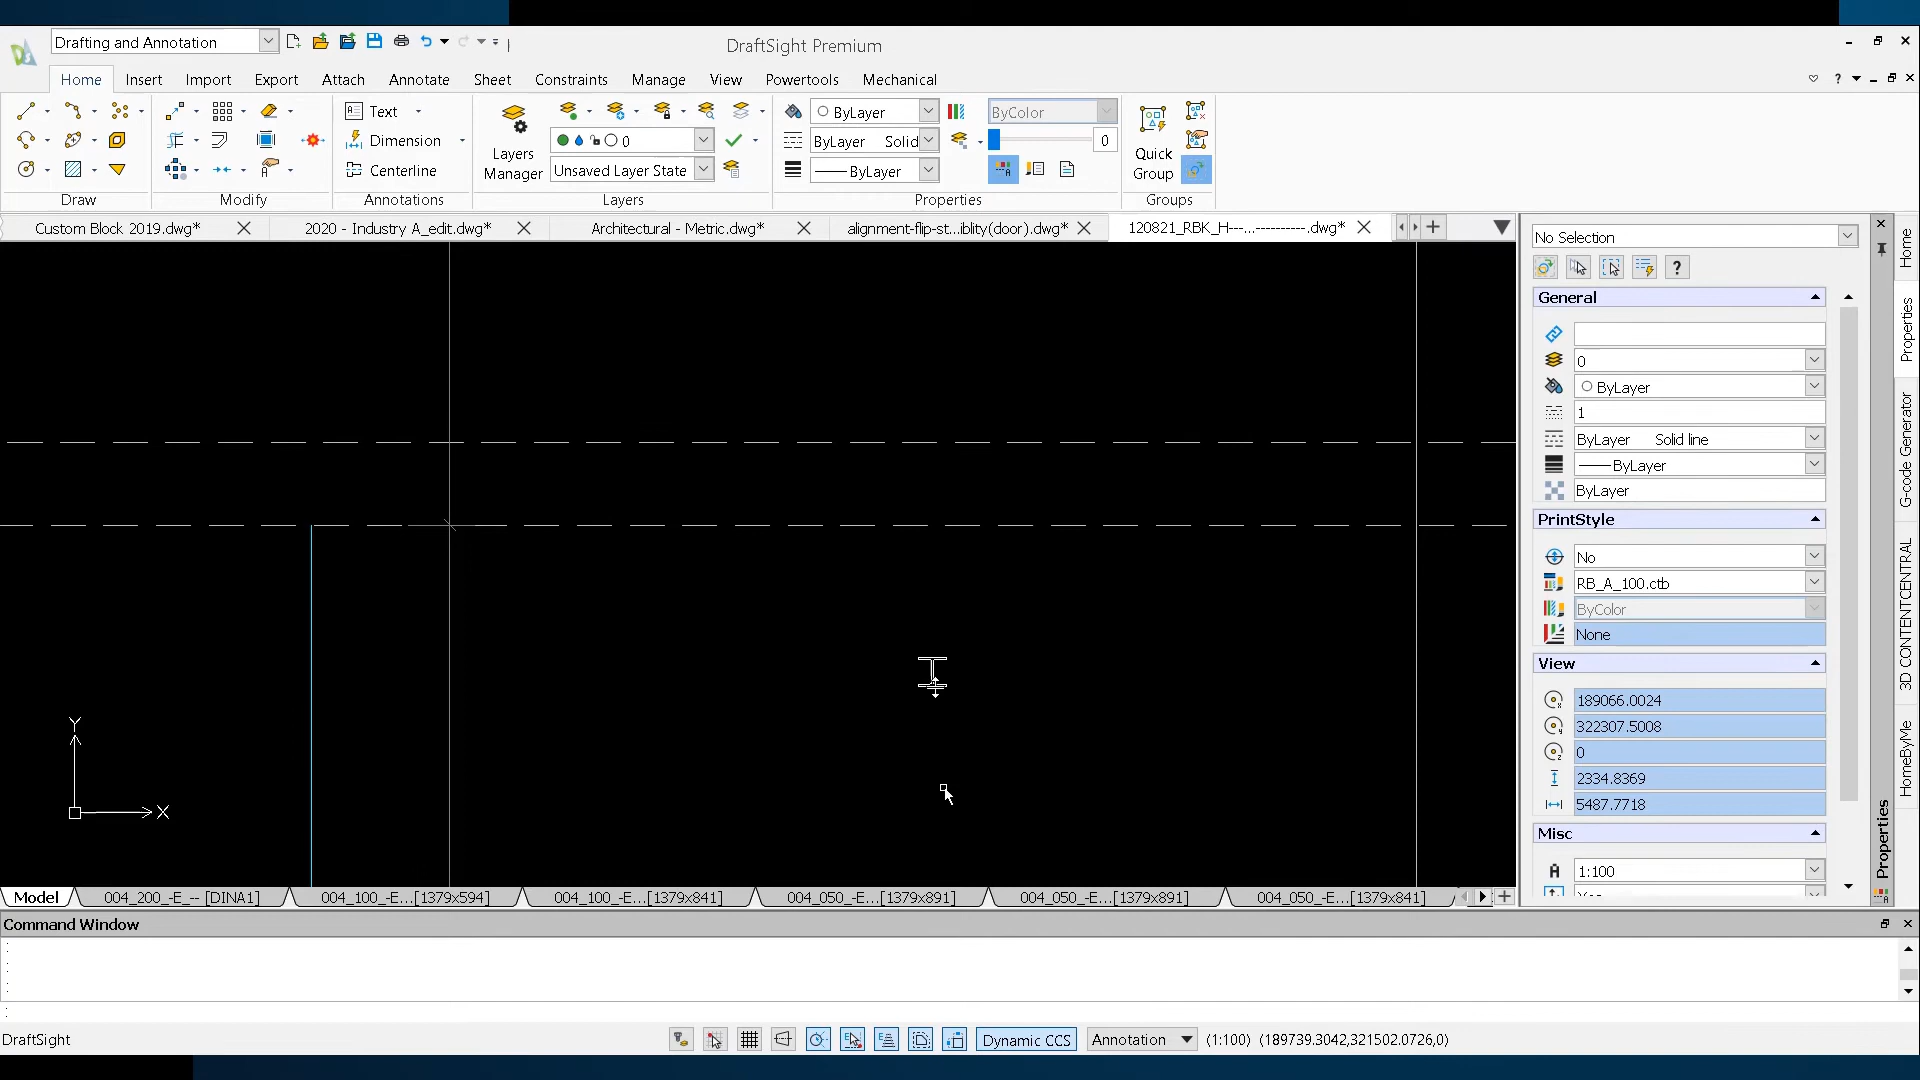 Drafting and Annotation
DraftSight Premium
Home Insert Import Export Attach Annotate Sheet Constraints Manage View Powertools Mechanical
Text
Dimension
Centerline
Layers
Manager
0
Unsaved Layer State
ByLayer
ByLayer Solid
ByLayer
ByColor
0
Quick
Group
Draw Modify Annotations Layers Properties Groups
Custom Block 2019.dwg*
2020 - Industry A_edit.dwg*
Architectural - Metric.dwg*
alignment-flip-st...iblity(door).dwg*
120821_RBK_H---...----------.dwg*
No Selection
General
0
ByLayer
1
ByLayer Solid line
ByLayer
ByLayer
PrintStyle
No
RB_A_100.ctb
ByColor
None
View
189066.0024
322307.5008
0
2334.8369
5487.7718
Misc
1:100
Home
Properties
G-code Generator
3D CONTENTCENTRAL
HomeByMe
Properties
Y
X
Model
004_200_-E_-- [DINA1]
004_100_-E...[1379x594]
004_100_-E...[1379x841]
004_050_-E...[1379x891]
004_050_-E...[1379x891]
004_050_-E...[1379x841]
Command Window
:
:
:
:
DraftSight
Dynamic CCS
Annotation
(1:100) (189739.3042,321502.0726,0)